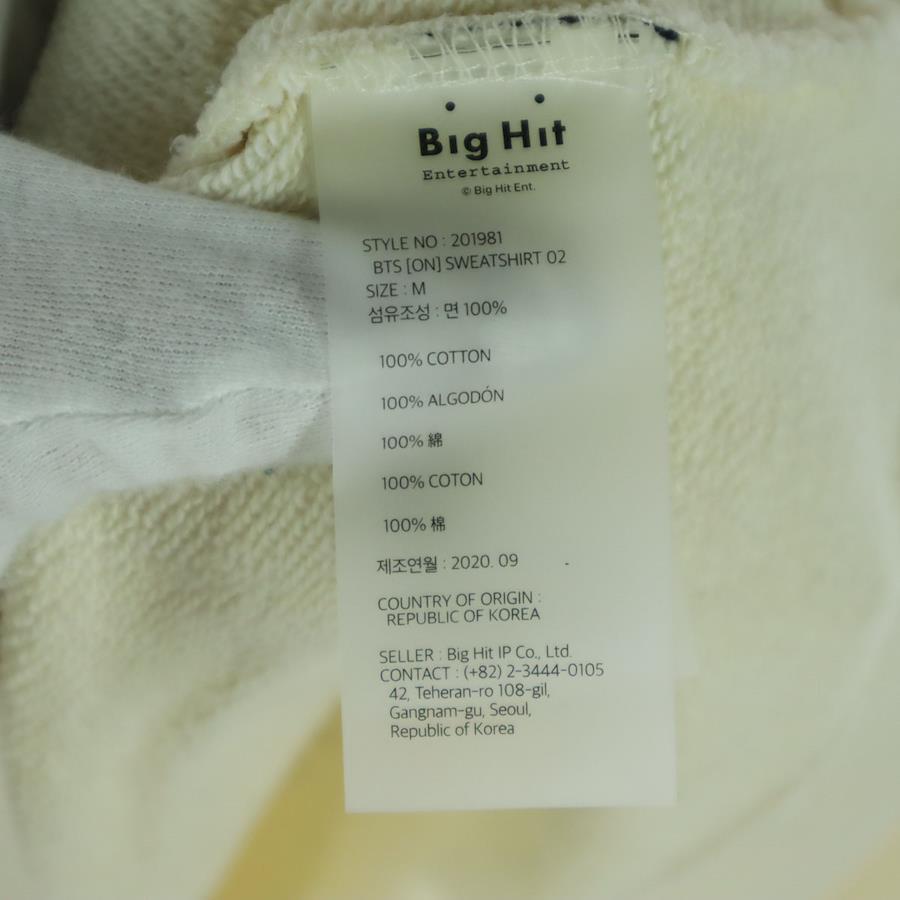 Big Hit
Entertainment
© Big Hit Ent.
STYLE NO : 201981
BTS [ON] SWEATSHIRT 02
SIZE : M
섬유조성 : 면 100%
100% COTTON
100% ALGODÓN
100% 綿
100% COTON
100% 棉
제조연월 : 2020. 09
COUNTRY OF ORIGIN :
REPUBLIC OF KOREA
SELLER : Big Hit IP Co., Ltd.
CONTACT : (+82) 2-3444-0105
42, Teheran-ro 108-gil,
Gangnam-gu, Seoul,
Republic of Korea